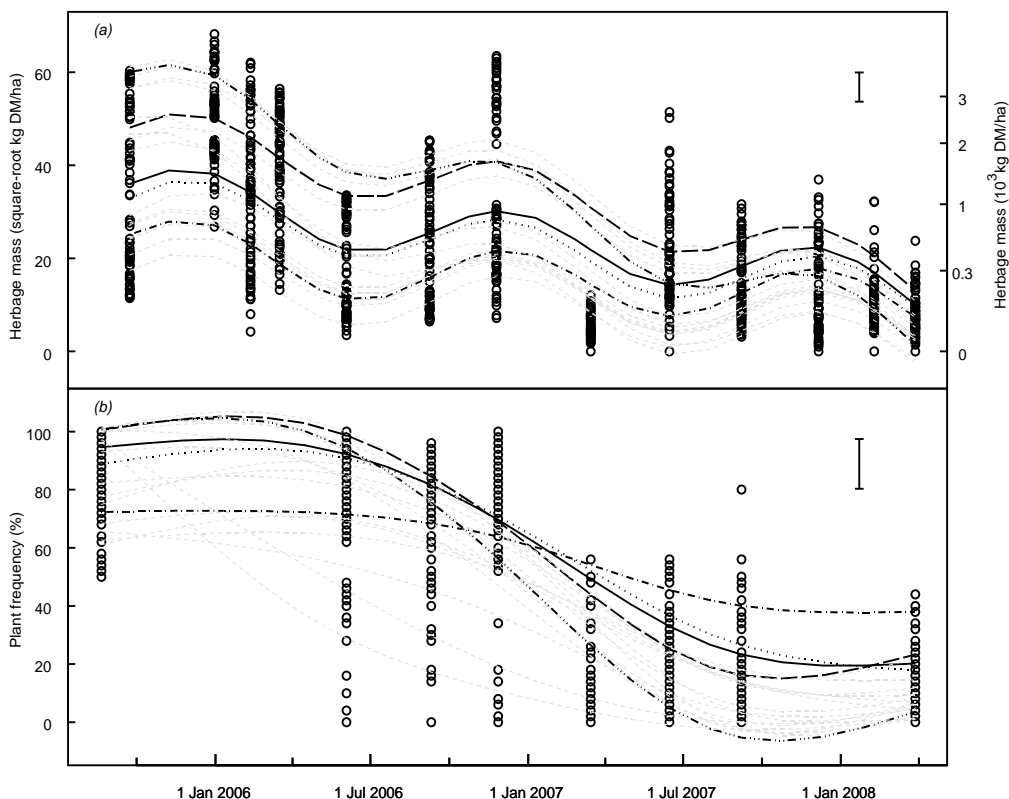 (a)
Herbage mass (square-root kg DM/ha)
60
40
20
0
3
2
1
0.3
0
Herbage mass (10³kg DM/ha)
(b)
Plant frequency (%)
100
80
60
40
20
0
1 Jan 2006 1 Jul 2006 1 Jan 2007 1 Jul 2007 1 Jan 2008